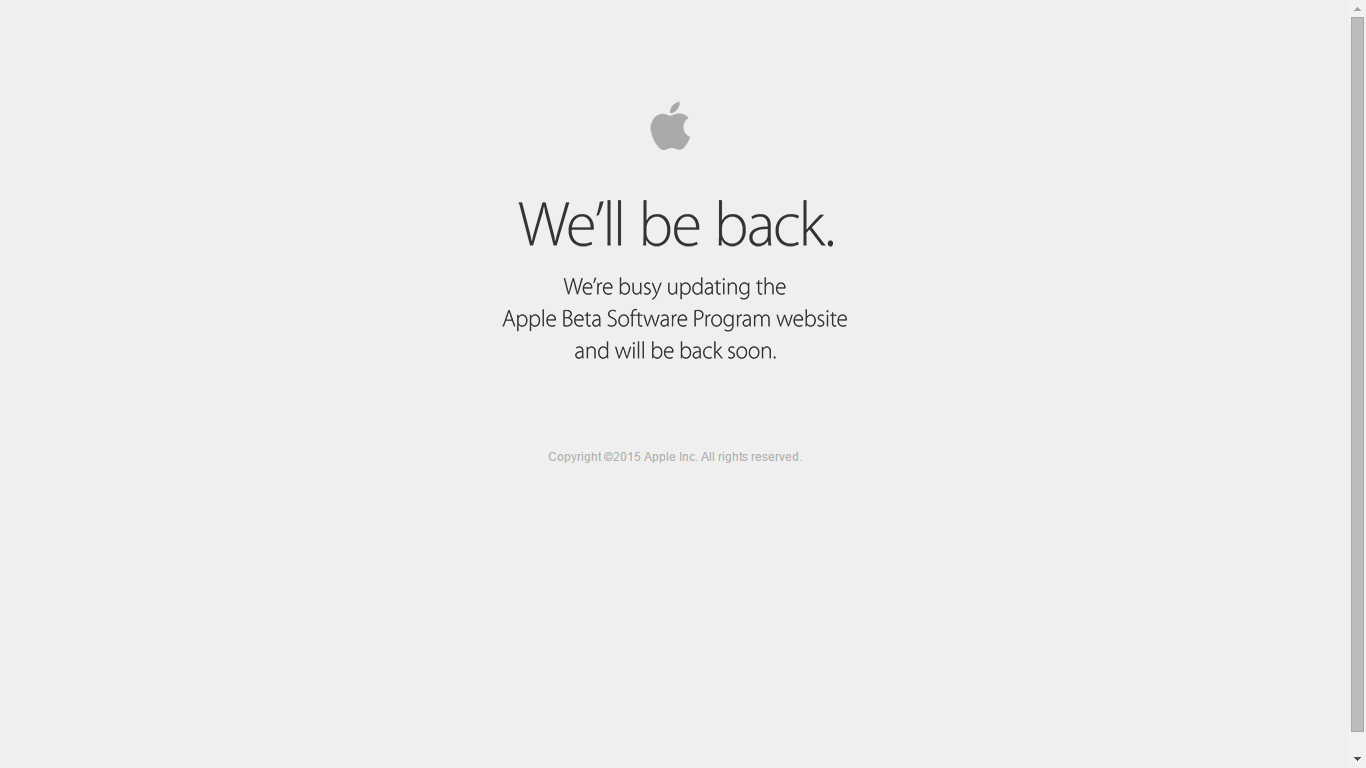 We’ll be back.
We’re busy updating the
Apple Beta Software Program website
and will be back soon.
Copyright ©2015 Apple Inc. All rights reserved.